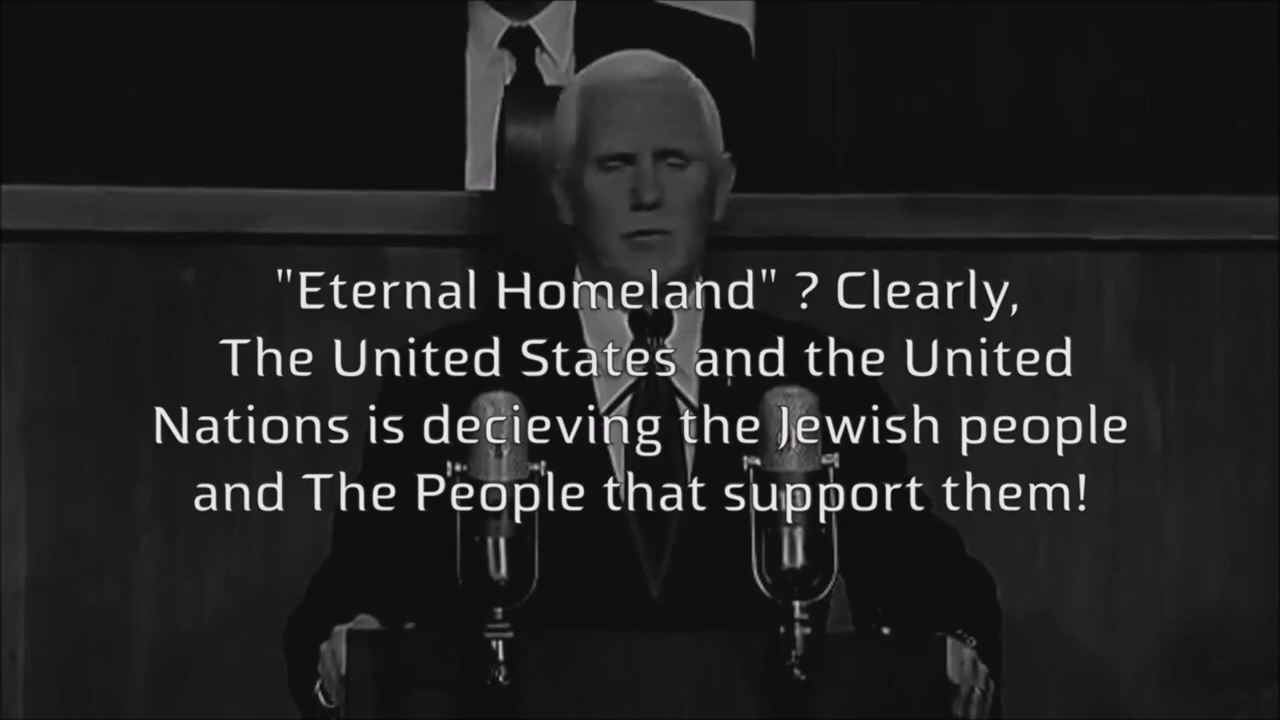 "Eternal Homeland" ? Clearly,
The United States and the United
Nations is decieving the Jewish people
and The People that support them!